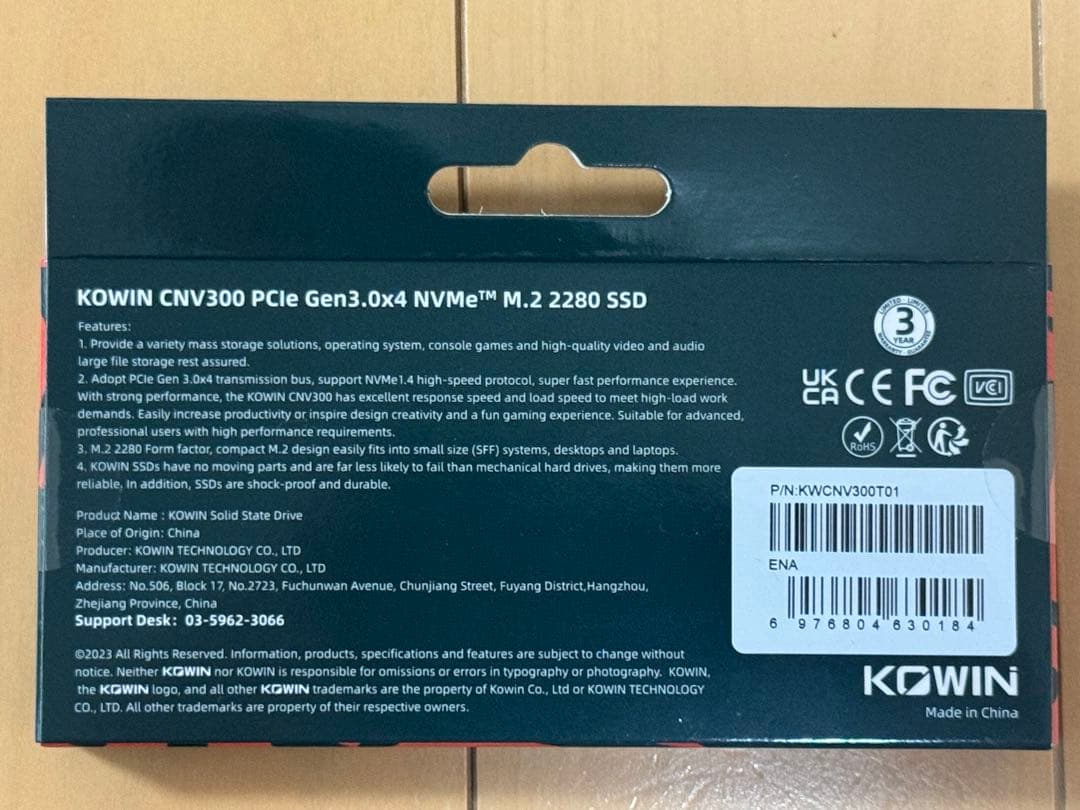 KOWIN CNV300 PCIe Gen3.0x4 NVMe™ M.2 2280 SSD
Features:
1. Provide a variety mass storage solutions, operating system, console games and high-quality video and audio
large file storage rest assured.
2. Adopt PCIe Gen 3.0x4 transmission bus, support NVMe1.4 high-speed protocol, super fast performance experience.
With strong performance, the KOWIN CNV300 has excellent response speed and load speed to meet high-load work
demands. Easily increase productivity or inspire design creativity and a fun gaming experience. Suitable for advanced,
professional users with high performance requirements.
3. M.2 2280 Form factor, compact M.2 design easily fits into small size (SFF) systems, desktops and laptops.
4. KOWIN SSDs have no moving parts and are far less likely to fail than mechanical hard drives, making them more
reliable. In addition, SSDs are shock-proof and durable.
Product Name : KOWIN Solid State Drive
Place of Origin: China
Producer: KOWIN TECHNOLOGY CO., LTD
Manufacturer: KOWIN TECHNOLOGY CO., LTD
Address: No.506, Block 17, No.2723, Fuchunwan Avenue, Chunjiang Street, Fuyang District,Hangzhou,
Zhejiang Province, China
Support Desk: 03-5962-3066
©2023 All Rights Reserved. Information, products, specifications and features are subject to change without
notice. Neither KOWIN nor KOWIN is responsible for omissions or errors in typography or photography. KOWIN,
the KOWIN logo, and all other KOWIN trademarks are the property of Kowin Co., Ltd or KOWIN TECHNOLOGY
CO., LTD. All other trademarks are property of their respective owners.
LIMITED · LIMITED
3
YEAR
WARRANTY
UK
CA
CE
FC
VCCI
RoHS
P/N:KWCNV300T01
ENA
6 976804 630184
KOWIN
Made in China